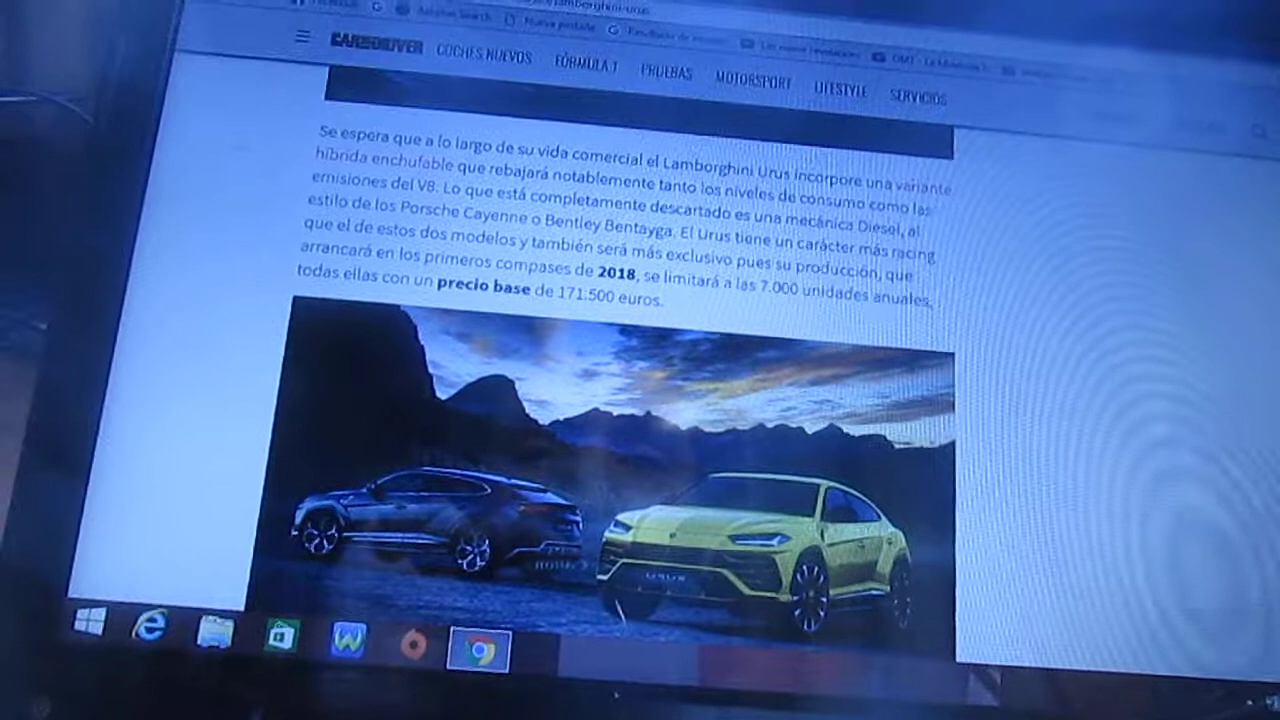 lamborghini-urus
CARANDDRIVER COCHES NUEVOS FÓRMULA 1 PRUEBAS MOTORSPORT LIFESTYLE SERVICIOS
Se espera que a lo largo de su vida comercial el Lamborghini Urus incorpore una variante
híbrida enchufable que rebajará notablemente tanto los niveles de consumo como las
emisiones del V8. Lo que está completamente descartado es una mecánica Diesel, al
estilo de los Porsche Cayenne o Bentley Bentayga. El Urus tiene un carácter más racing
que el de estos dos modelos y también será más exclusivo pues su producción, que
arrancará en los primeros compases de 2018, se limitará a las 7.000 unidades anuales,
todas ellas con un precio base de 171.500 euros.
URUS